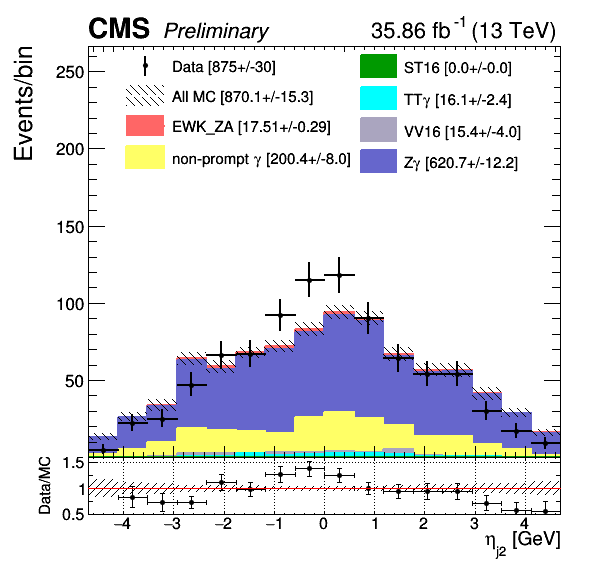 CMS Preliminary 35.86 fb⁻¹ (13 TeV)
Events/bin
250
200
150
100
50
Data [875+/-30]
All MC [870.1+/-15.3]
EWK_ZA [17.51+/-0.29]
non-prompt γ [200.4+/-8.0]
ST16 [0.0+/-0.0]
TTγ [16.1+/-2.4]
VV16 [15.4+/-4.0]
Zγ [620.7+/-12.2]
Data/MC
1.5
1
0.5
−4 −3 −2 −1 0 1 2 3 4
η_j2 [GeV]